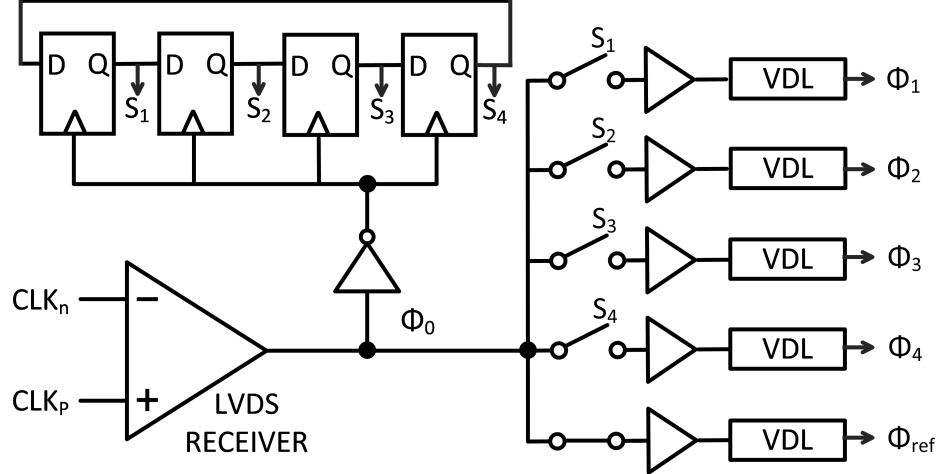 D Q D Q D Q D Q
S₁ S₂ S₃ S₄
S₁
VDL Φ₁
S₂
VDL Φ₂
S₃
VDL Φ₃
S₄
VDL Φ₄
VDL Φref
CLKn
−
Φ₀
CLKP
+
LVDS
RECEIVER